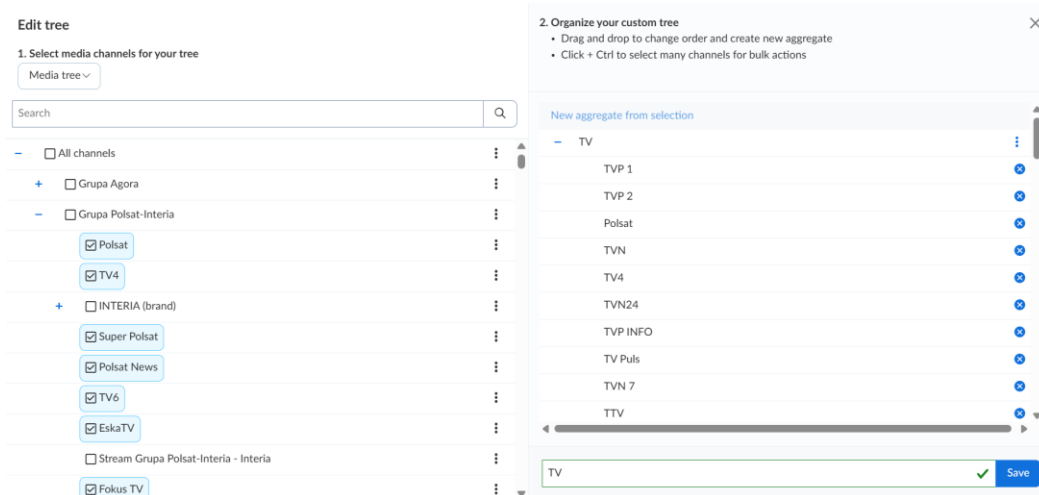 Edit tree
1. Select media channels for your tree
Media tree
Search
All channels
Grupa Agora
Grupa Polsat-Interia
Polsat
TV4
INTERIA (brand)
Super Polsat
Polsat News
TV6
EskaTV
Stream Grupa Polsat-Interia - Interia
Fokus TV
2. Organize your custom tree
• Drag and drop to change order and create new aggregate
• Click + Ctrl to select many channels for bulk actions
New aggregate from selection
TV
TVP 1
TVP 2
Polsat
TVN
TV4
TVN24
TVP INFO
TV Puls
TVN 7
TTV
TV
Save